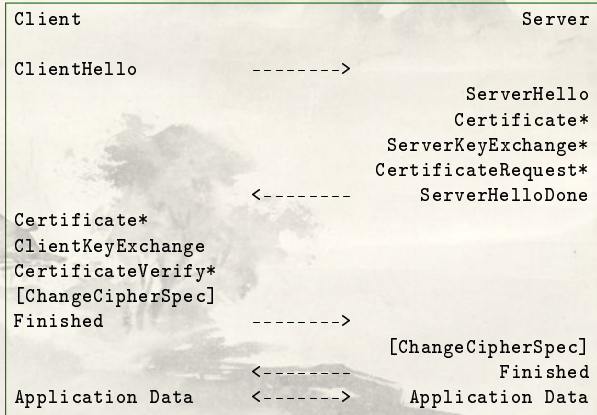 Client Server
ClientHello -------->
ServerHello
Certificate*
ServerKeyExchange*
CertificateRequest*
<-------- ServerHelloDone
Certificate*
ClientKeyExchange
CertificateVerify*
[ChangeCipherSpec]
Finished -------->
[ChangeCipherSpec]
<-------- Finished
Application Data <-------> Application Data